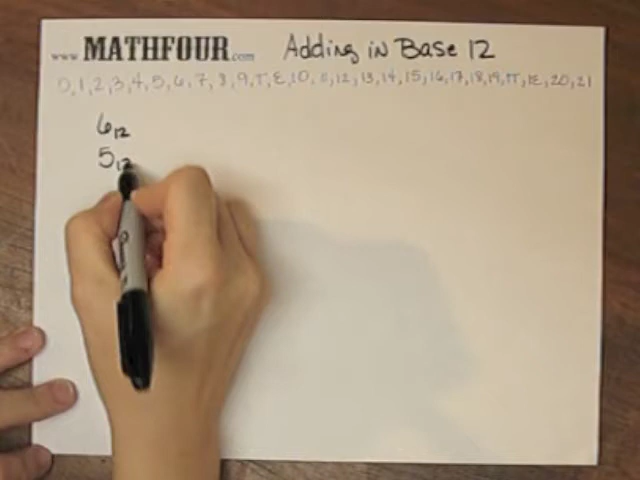 www.MATHFOUR.com Adding in Base 12
0,1,2,3,4,5,6,7,8,9,T,E,10,11,12,13,14,15,16,17,18,19,1T,1E,20,21
6₁₂
5₁₂